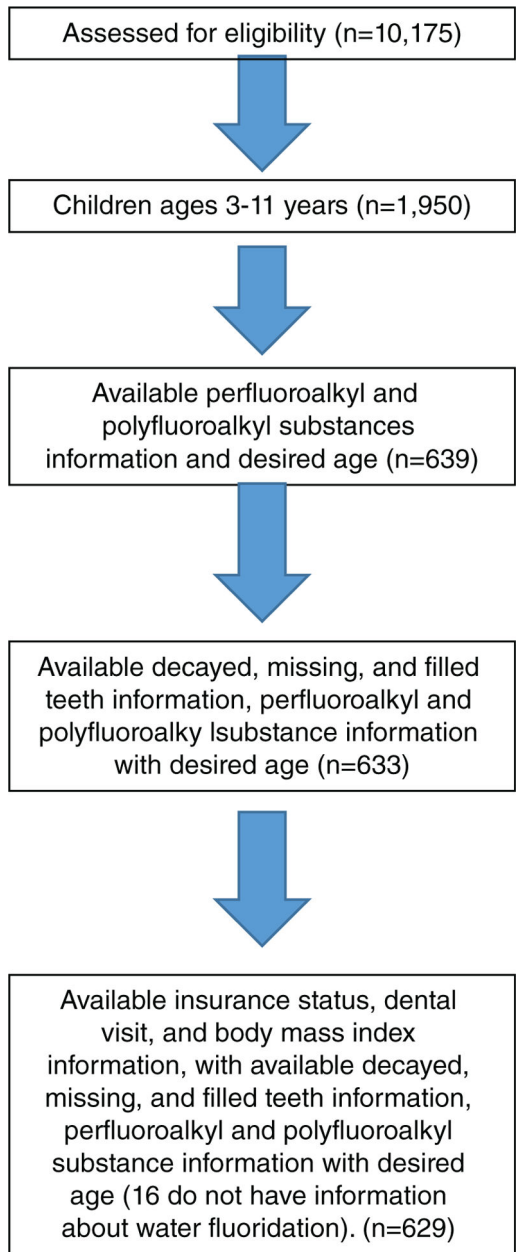 Assessed for eligibility (n=10,175)
Children ages 3-11 years (n=1,950)
Available perfluoroalkyl and
polyfluoroalkyl substances
information and desired age (n=639)
Available decayed, missing, and filled
teeth information, perfluoroalkyl and
polyfluoroalky lsubstance information
with desired age (n=633)
Available insurance status, dental
visit, and body mass index
information, with available decayed,
missing, and filled teeth information,
perfluoroalkyl and polyfluoroalkyl
substance information with desired
age (16 do not have information
about water fluoridation). (n=629)